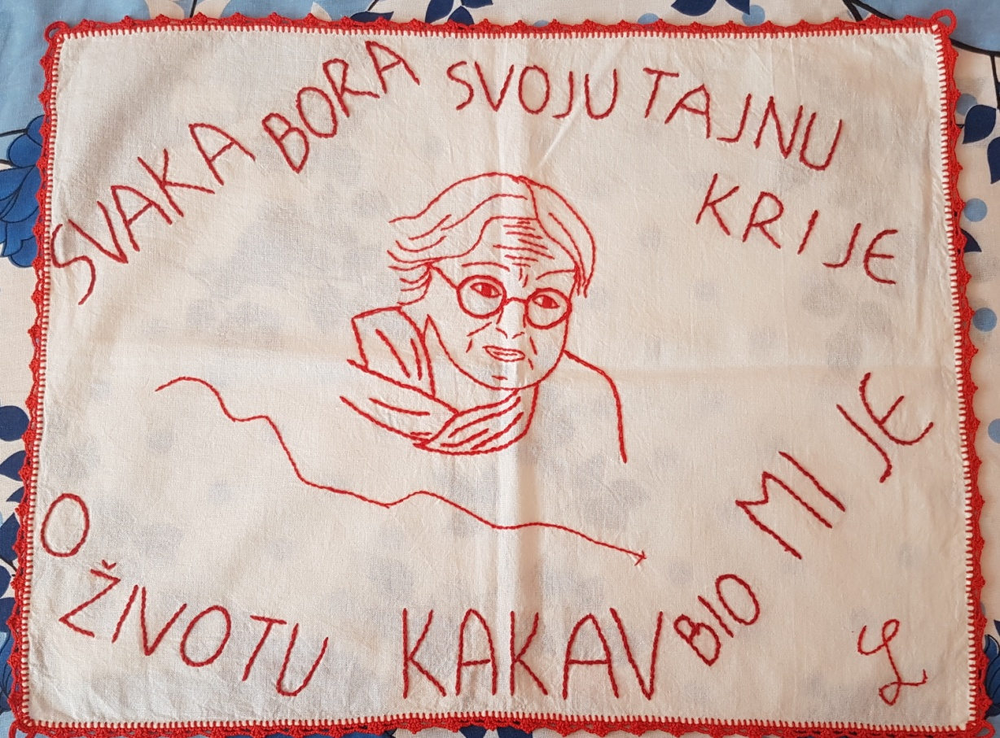 SVAKA BORA SVOJU TAJNU KRIJE
O ŽIVOTU KAKAV BIO MI JE
L